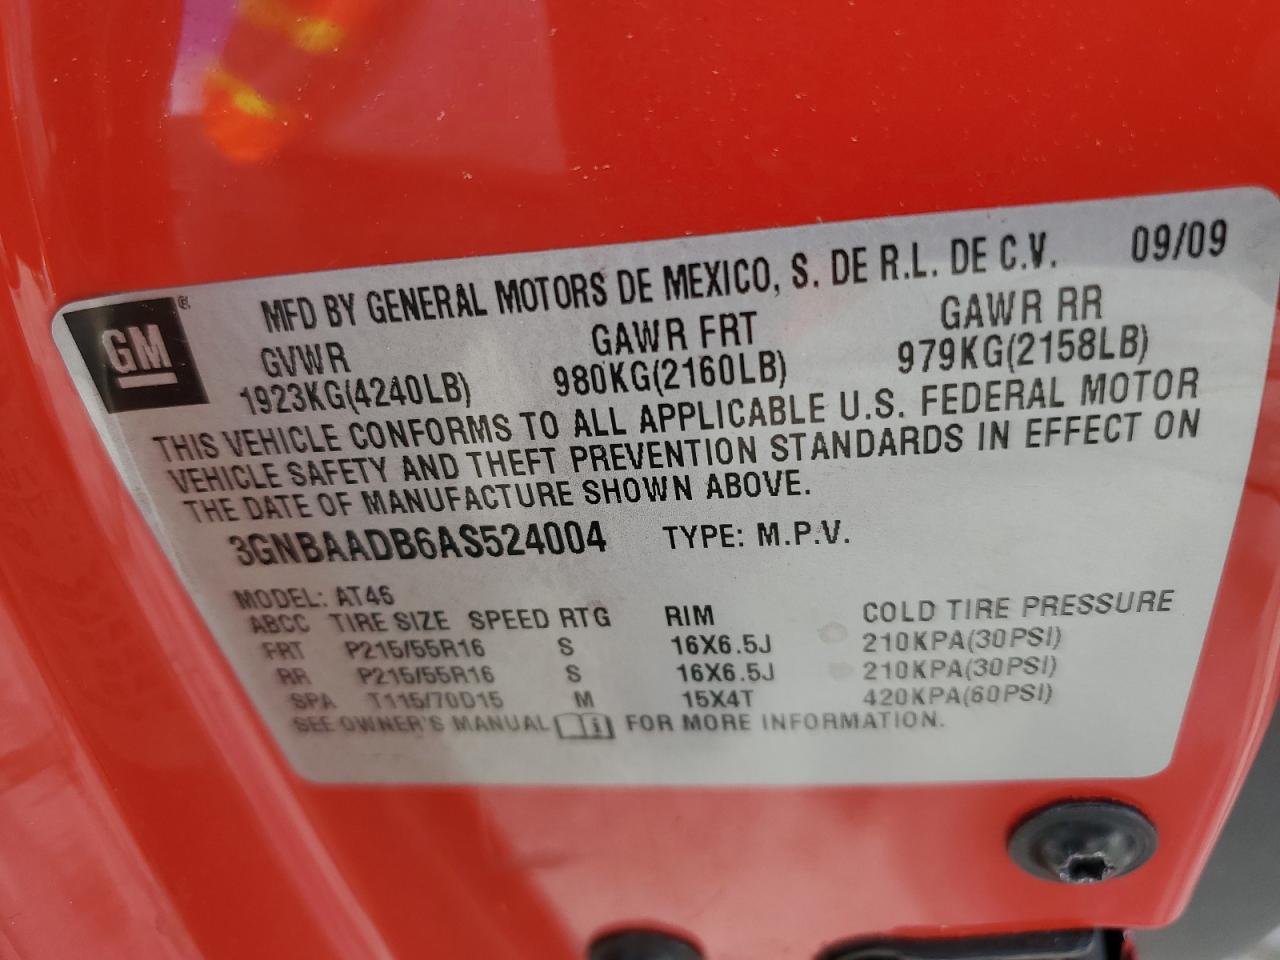 GM ®
MFD BY GENERAL MOTORS DE MEXICO, S. DE R.L. DE C.V. 09/09
GVWR GAWR FRT GAWR RR
1923KG(4240LB) 980KG(2160LB) 979KG(2158LB)
THIS VEHICLE CONFORMS TO ALL APPLICABLE U.S. FEDERAL MOTOR
VEHICLE SAFETY AND THEFT PREVENTION STANDARDS IN EFFECT ON
THE DATE OF MANUFACTURE SHOWN ABOVE.
3GNBAADB6AS524004 TYPE: M.P.V.
MODEL: AT46
ABCC TIRE SIZE SPEED RTG RIM COLD TIRE PRESSURE
FRT P215/55R16 S 16X6.5J 210KPA(30PSI)
RR P215/55R16 S 16X6.5J 210KPA(30PSI)
SPA T115/70D15 M 15X4T 420KPA(60PSI)
SEE OWNER'S MANUAL i FOR MORE INFORMATION.